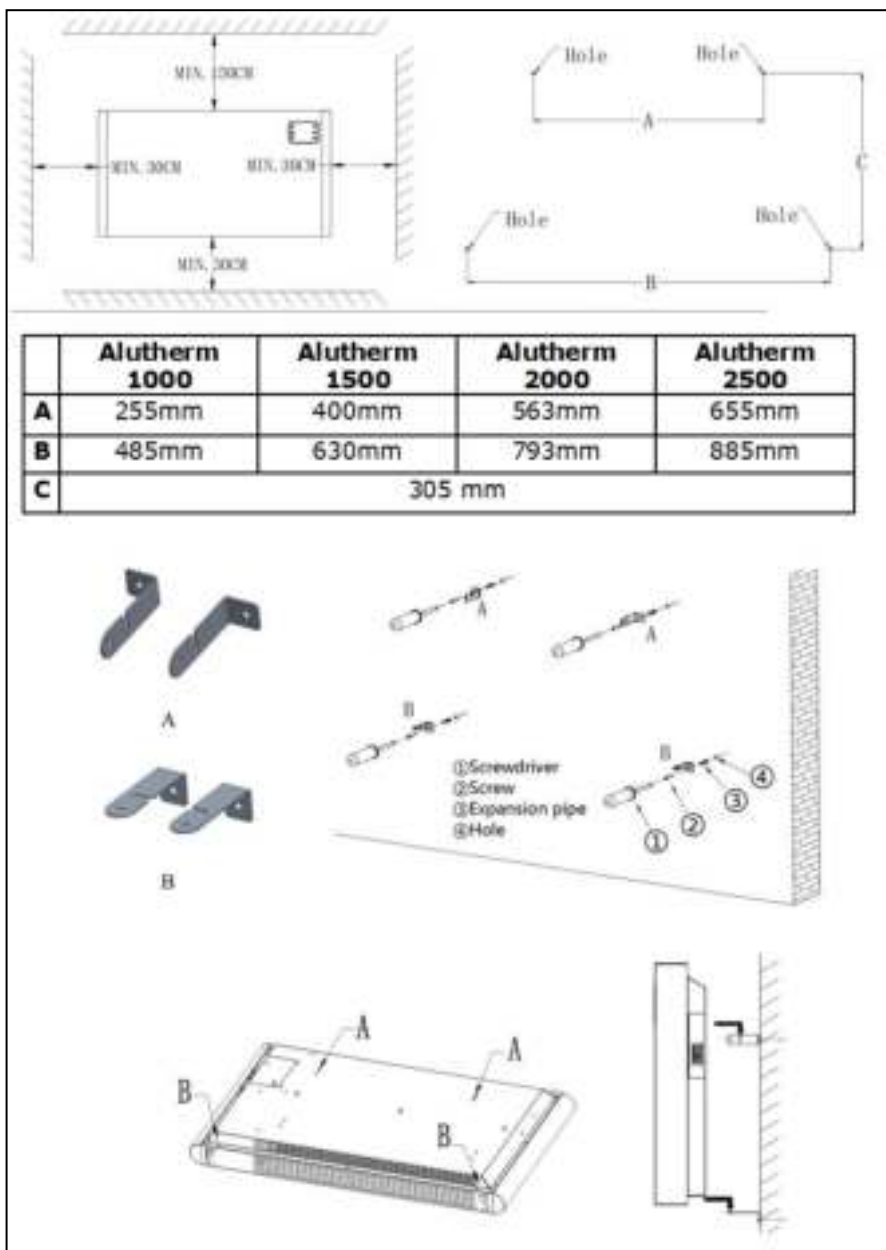 MIN. 150CM
MIN. 30CM
MIN. 30CM
MIN. 30CM
Hole
Hole
A
C
Hole
Hole
B
Alutherm 1000
Alutherm 1500
Alutherm 2000
Alutherm 2500
A 255mm 400mm 563mm 655mm
B 485mm 630mm 793mm 885mm
C 305 mm
A
B
A
A
B
B
①Screwdriver
②Screw
③Expansion pipe
④Hole
①
②
③
④
A
A
B
B